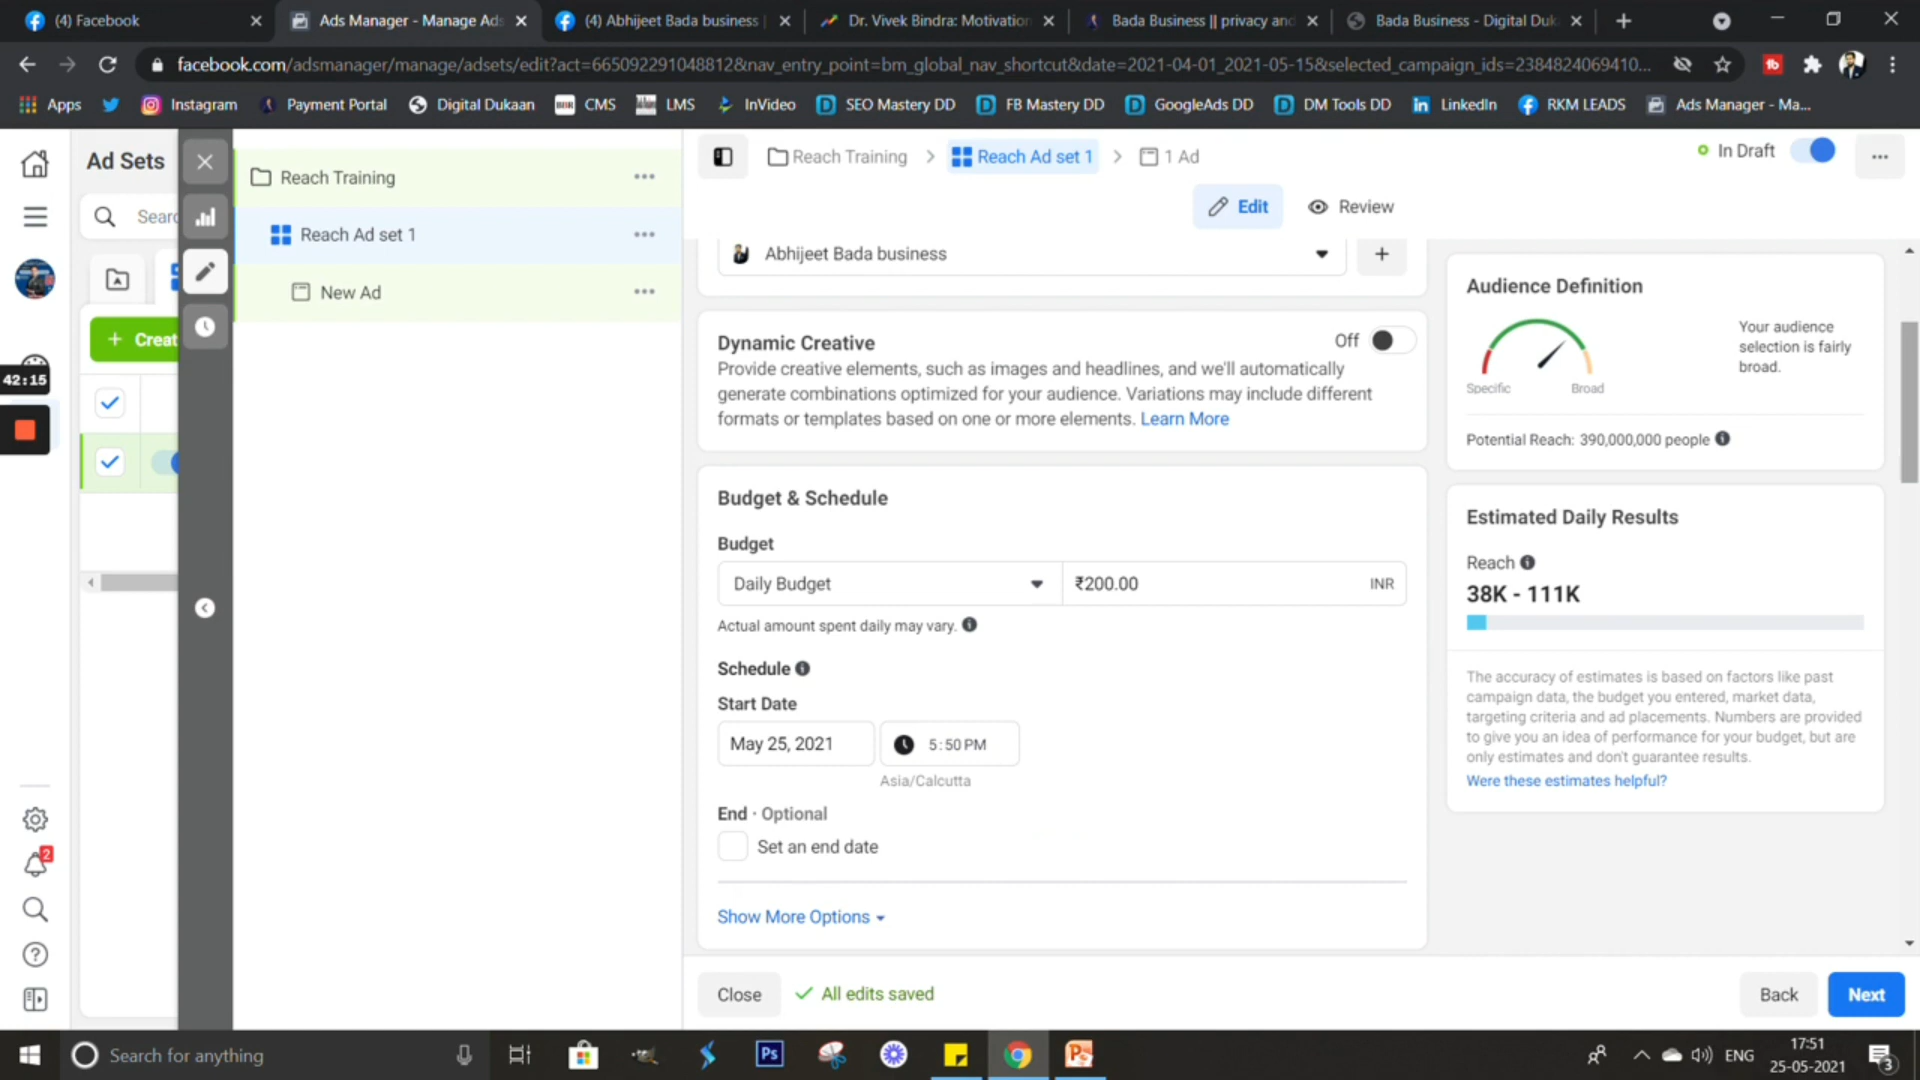 (4) Facebook
Ads Manager - Manage Ads
(4) Abhijeet Bada business
Dr. Vivek Bindra: Motivation
Bada Business || privacy and
Bada Business - Digital Duk
facebook.com/adsmanager/manage/adsets/edit?act=665092291048812&nav_entry_point=bm_global_nav_shortcut&date=2021-04-01_2021-05-15&selected_campaign_ids=2384824069410...
Apps
Instagram
Payment Portal
Digital Dukaan
CMS
LMS
InVideo
SEO Mastery DD
FB Mastery DD
GoogleAds DD
DM Tools DD
LinkedIn
RKM LEADS
Ads Manager - Ma...
Ad Sets
Searc
Creat
42:15
2
Reach Training
Reach Ad set 1
New Ad
Reach Training
Reach Ad set 1
1 Ad
In Draft
Edit
Review
Abhijeet Bada business
Dynamic Creative
Off
Provide creative elements, such as images and headlines, and we'll automatically
generate combinations optimized for your audience. Variations may include different
formats or templates based on one or more elements. Learn More
Budget & Schedule
Budget
Daily Budget
₹200.00
INR
Actual amount spent daily may vary.
Schedule
Start Date
May 25, 2021
5:50 PM
Asia/Calcutta
End · Optional
Set an end date
Show More Options
Close
All edits saved
Back
Next
Audience Definition
Specific
Broad
Your audience
selection is fairly
broad.
Potential Reach: 390,000,000 people
Estimated Daily Results
Reach
38K - 111K
The accuracy of estimates is based on factors like past
campaign data, the budget you entered, market data,
targeting criteria and ad placements. Numbers are provided
to give you an idea of performance for your budget, but are
only estimates and don't guarantee results.
Were these estimates helpful?
Search for anything
Ps
ENG
17:51
25-05-2021
3